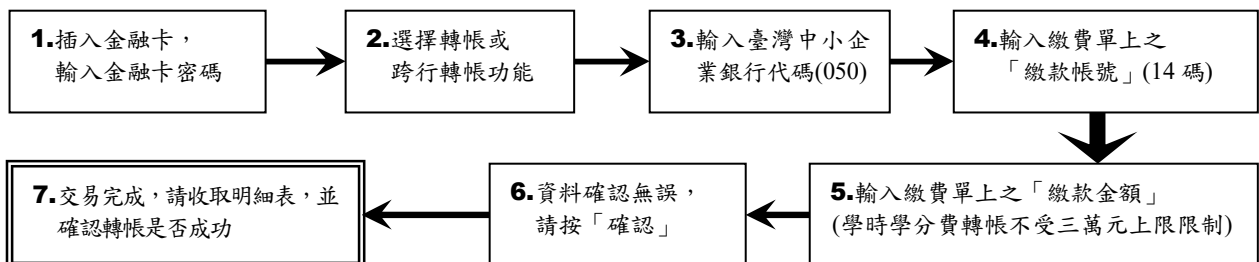 1.插入金融卡，
輸入金融卡密碼
2.選擇轉帳或
跨行轉帳功能
3.輸入臺灣中小企
業銀行代碼(050)
4.輸入繳費單上之
「繳款帳號」(14 碼)
5.輸入繳費單上之「繳款金額」
(學時學分費轉帳不受三萬元上限限制)
6.資料確認無誤，
請按「確認」
7.交易完成，請收取明細表，並
確認轉帳是否成功